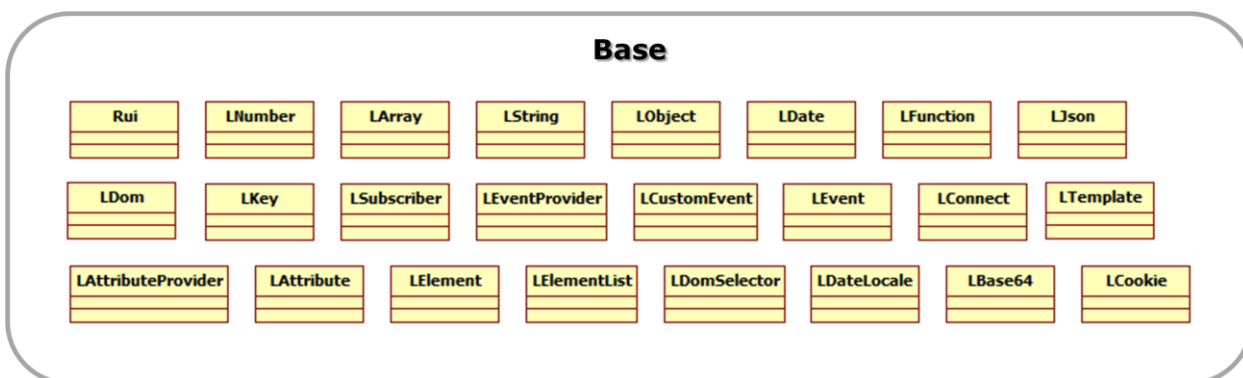 Base
Rui LNumber LArray LString LObject LDate LFunction LJson
LDom LKey LSubscriber LEventProvider LCustomEvent LEvent LConnect LTemplate
LAttributeProvider LAttribute LElement LElementList LDomSelector LDateLocale LBase64 LCookie